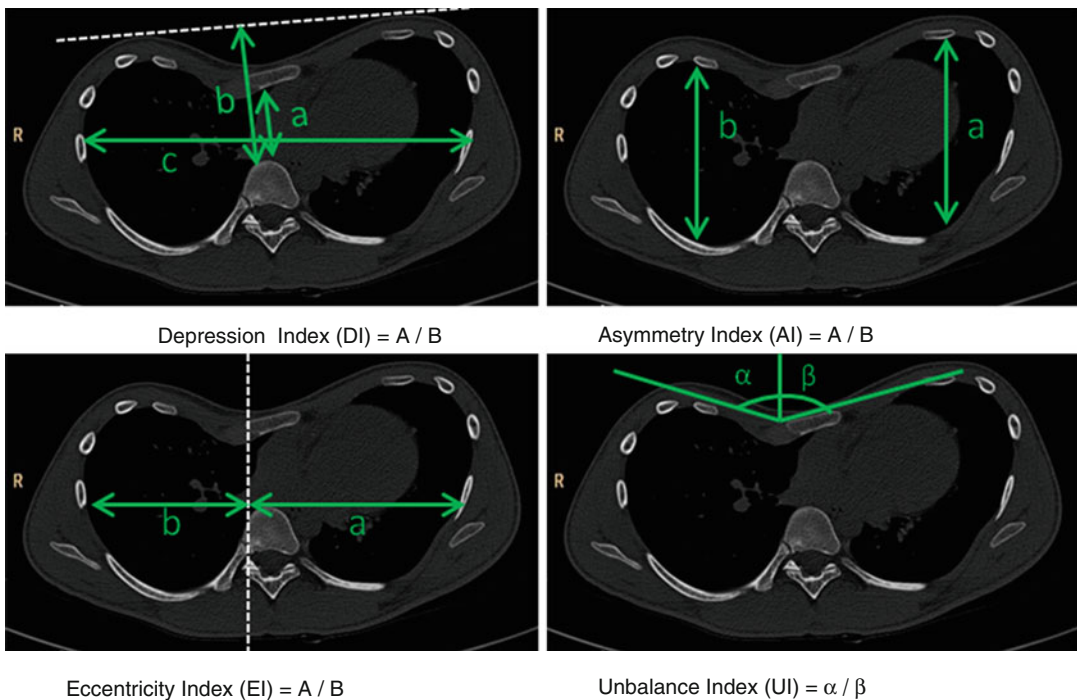 b
a
R
c
b
a
R
Depression Index (DI) = A / B
Asymmetry Index (AI) = A / B
R
b
a
α
β
R
Eccentricity Index (EI) = A / B
Unbalance Index (UI) = α / β